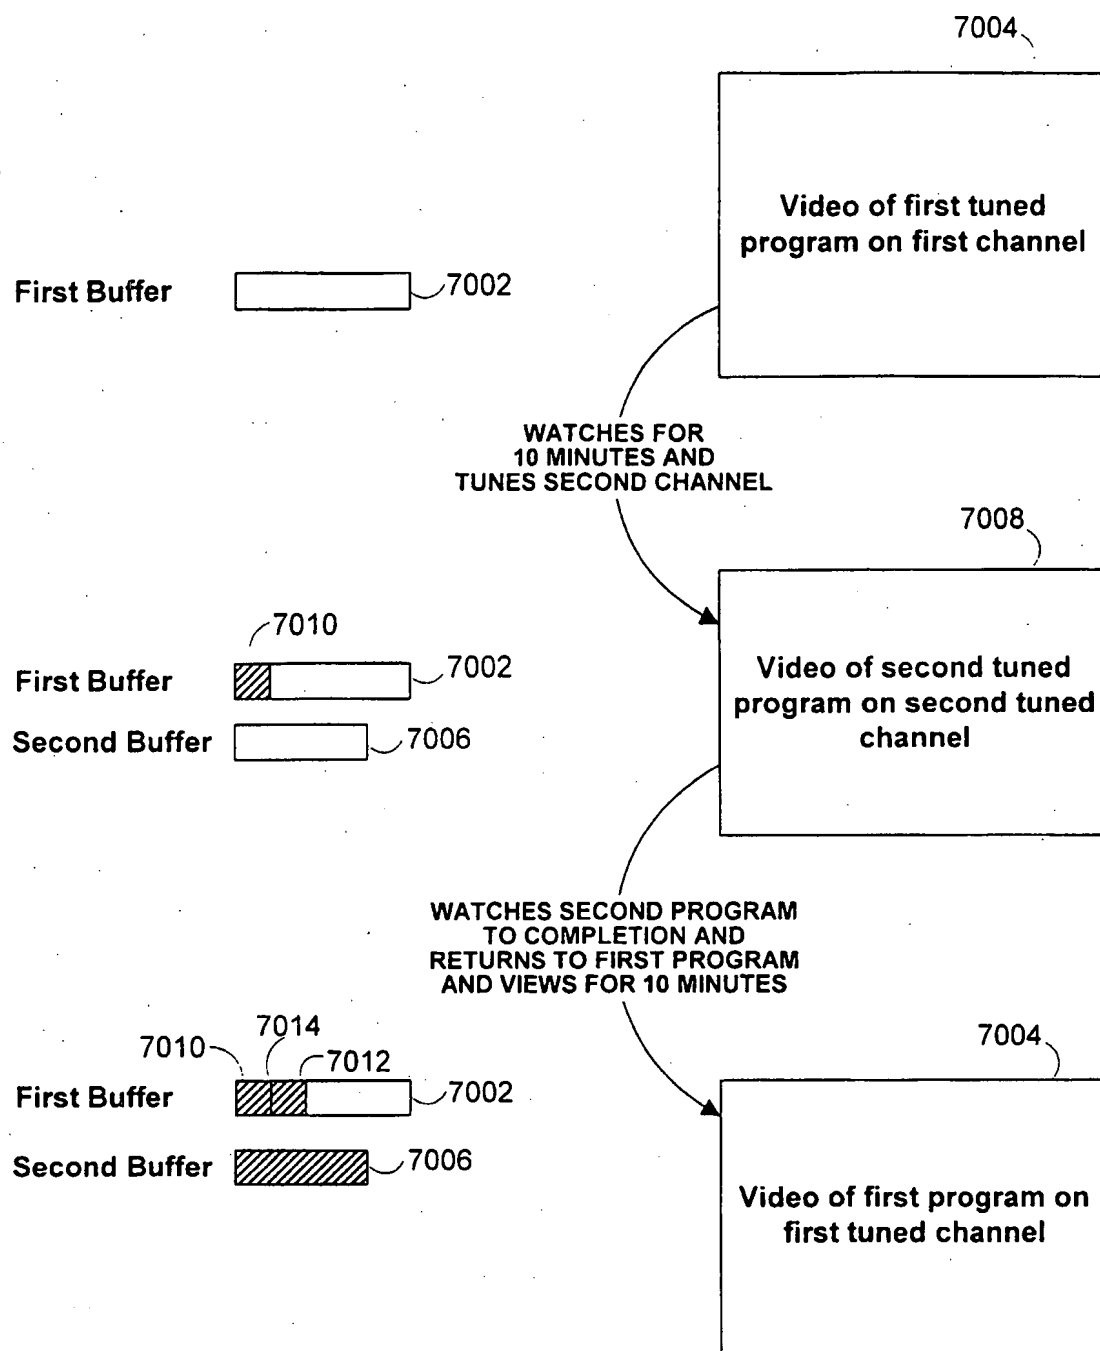 7004
Video of first tuned
program on first channel
First Buffer
7002
WATCHES FOR
10 MINUTES AND
TUNES SECOND CHANNEL
7008
7010
First Buffer
7002
Second Buffer
7006
Video of second tuned
program on second tuned
channel
WATCHES SECOND PROGRAM
TO COMPLETION AND
RETURNS TO FIRST PROGRAM
AND VIEWS FOR 10 MINUTES
7004
7010
7014
7012
First Buffer
7002
Second Buffer
7006
Video of first program on
first tuned channel